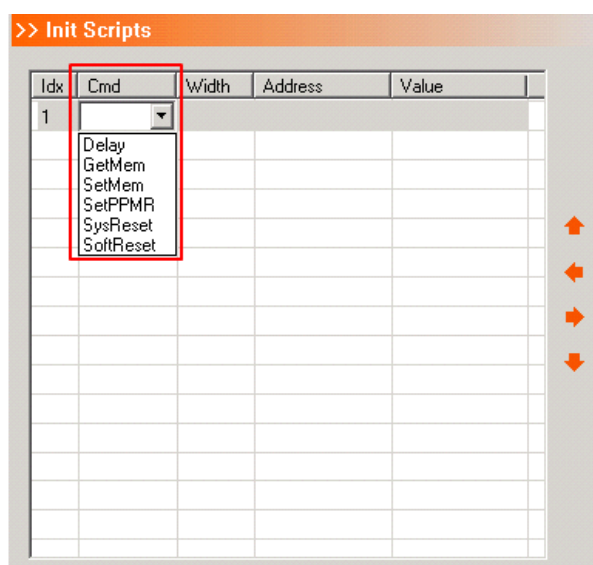 >> Init Scripts
Idx Cmd Width Address Value
1
Delay
GetMem
SetMem
SetPPMR
SysReset
SoftReset